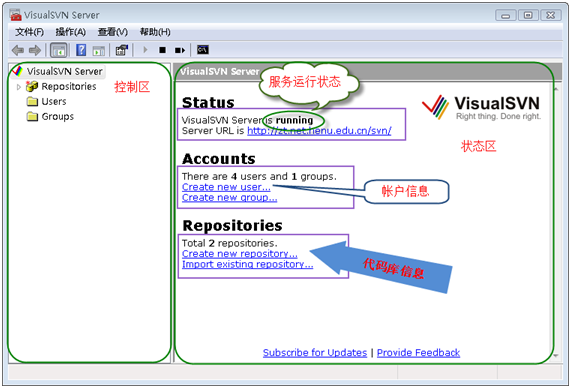 VisualSVN Server
文件(F) 操作(A) 查看(V) 帮助(H)
VisualSVN Server
Repositories
Users
Groups
控制区
VisualSVN Server
服务运行状态
Status
VisualSVN Server is running
Server URL is http://zt.net.henu.edu.cn/svn/
VisualSVN
Right thing. Done right.
状态区
Accounts
There are 4 users and 1 groups.
Create new user...
Create new group...
帐户信息
Repositories
Total 2 repositories.
Create new repository...
Import existing repository...
代码库信息
Subscribe for Updates | Provide Feedback